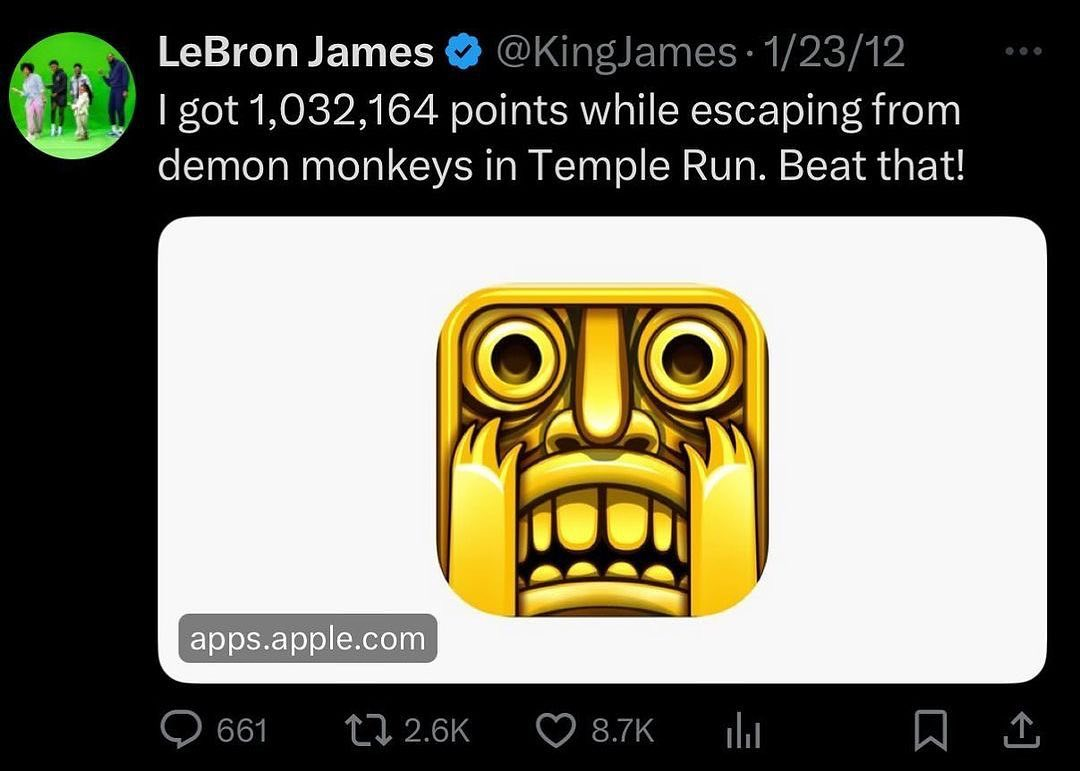 LeBron James @KingJames · 1/23/12
I got 1,032,164 points while escaping from
demon monkeys in Temple Run. Beat that!
apps.apple.com
661 2.6K 8.7K